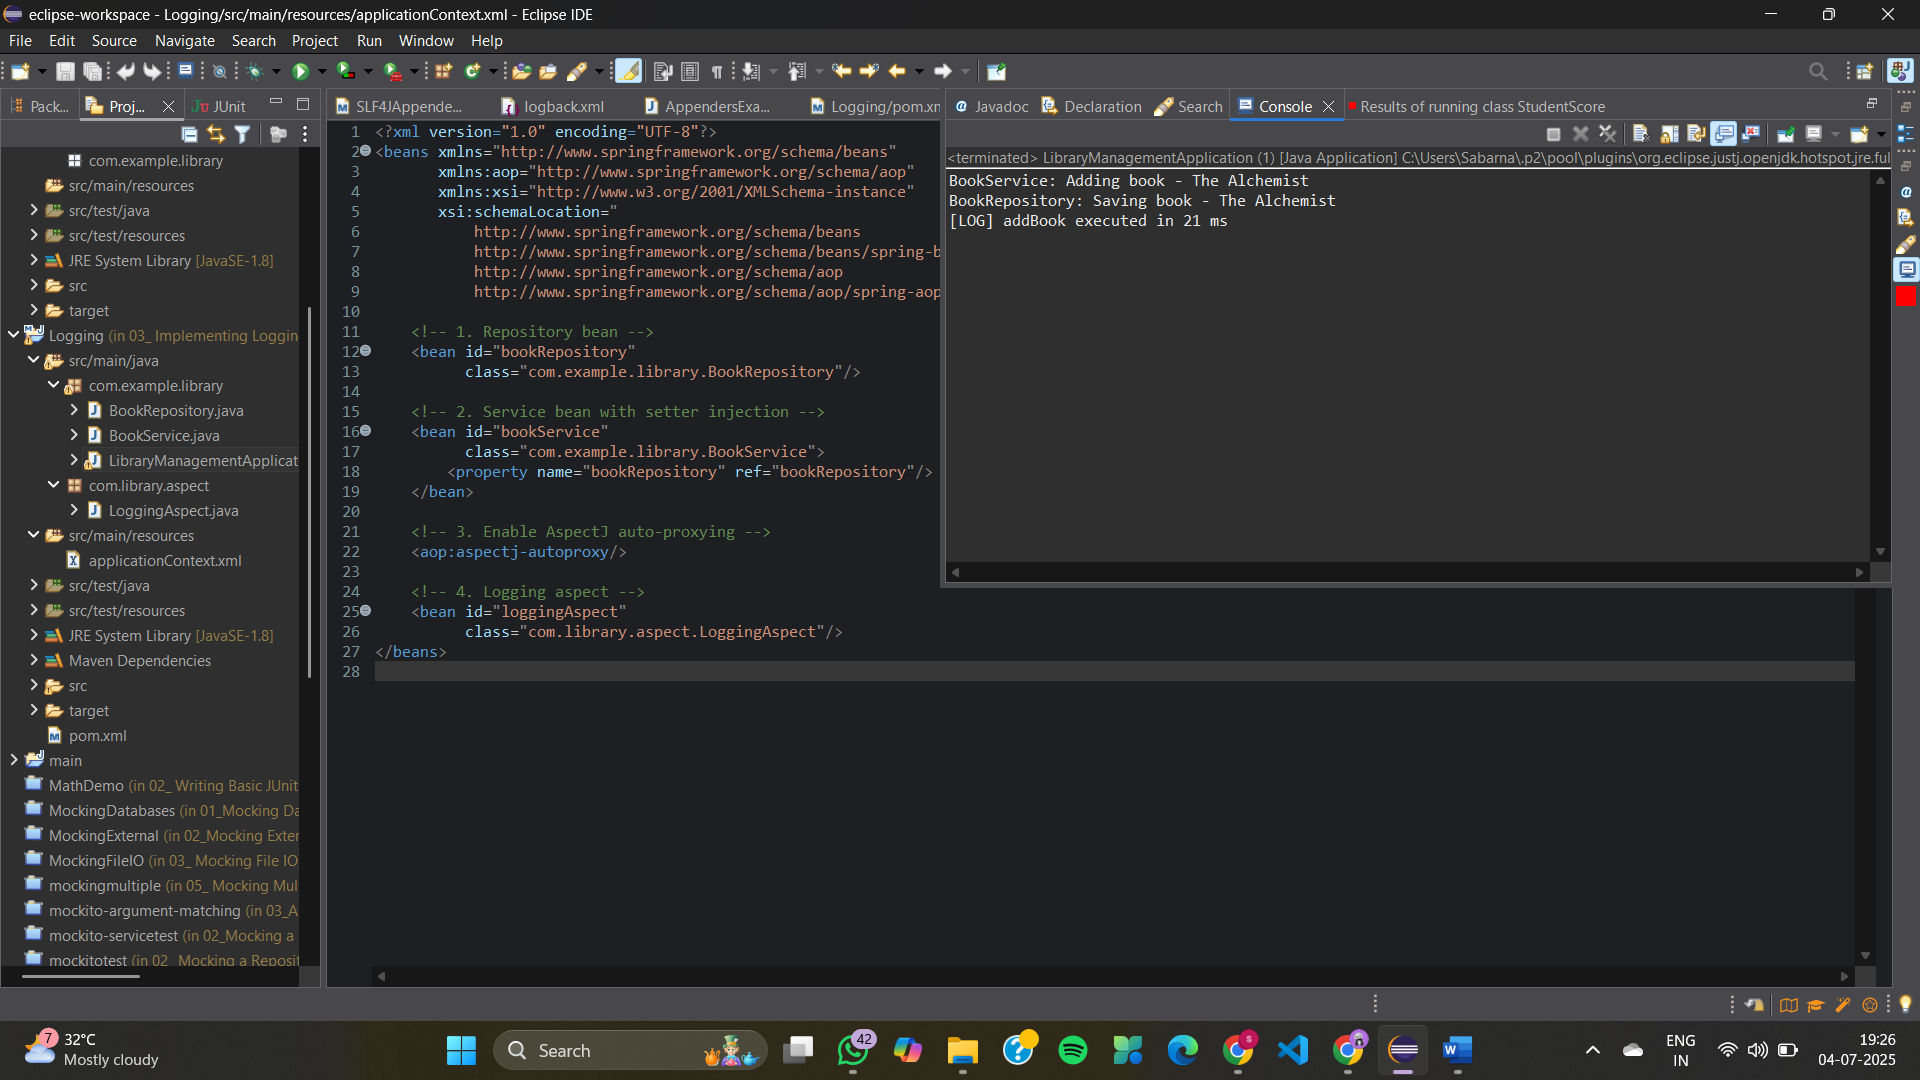 eclipse-workspace - Logging/src/main/resources/applicationContext.xml - Eclipse IDE
File Edit Source Navigate Search Project Run Window Help
Pack... Proj... JUnit
SLF4JAppende... logback.xml AppendersExa... Logging/pom.xn
Javadoc Declaration Search Console Results of running class StudentScore
com.example.library
src/main/resources
src/test/java
src/test/resources
JRE System Library [JavaSE-1.8]
src
target
Logging (in 03_ Implementing Loggin
src/main/java
com.example.library
BookRepository.java
BookService.java
LibraryManagementApplicat
com.library.aspect
LoggingAspect.java
src/main/resources
applicationContext.xml
src/test/java
src/test/resources
JRE System Library [JavaSE-1.8]
Maven Dependencies
src
target
pom.xml
main
MathDemo (in 02_ Writing Basic JUnit
MockingDatabases (in 01_Mocking Da
MockingExternal (in 02_Mocking Exter
MockingFileIO (in 03_ Mocking File IO
mockingmultiple (in 05_ Mocking Mul
mockito-argument-matching (in 03_A
mockito-servicetest (in 02_Mocking a
mockitotest (in 02_ Mocking a Reposit
1 <?xml version="1.0" encoding="UTF-8"?>
2 <beans xmlns="http://www.springframework.org/schema/beans"
3 xmlns:aop="http://www.springframework.org/schema/aop"
4 xmlns:xsi="http://www.w3.org/2001/XMLSchema-instance"
5 xsi:schemaLocation="
6 http://www.springframework.org/schema/beans
7 http://www.springframework.org/schema/beans/spring-b
8 http://www.springframework.org/schema/aop
9 http://www.springframework.org/schema/aop/spring-aop
10
11 <!-- 1. Repository bean -->
12 <bean id="bookRepository"
13 class="com.example.library.BookRepository"/>
14
15 <!-- 2. Service bean with setter injection -->
16 <bean id="bookService"
17 class="com.example.library.BookService">
18 <property name="bookRepository" ref="bookRepository"/>
19 </bean>
20
21 <!-- 3. Enable AspectJ auto-proxying -->
22 <aop:aspectj-autoproxy/>
23
24 <!-- 4. Logging aspect -->
25 <bean id="loggingAspect"
26 class="com.library.aspect.LoggingAspect"/>
27 </beans>
28
<terminated> LibraryManagementApplication (1) [Java Application] C:\Users\Sabarna\.p2\pool\plugins\org.eclipse.justj.openjdk.hotspot.jre.ful
BookService: Adding book - The Alchemist
BookRepository: Saving book - The Alchemist
[LOG] addBook executed in 21 ms
7
32°C
Mostly cloudy
Search
42
ENG
IN
19:26
04-07-2025